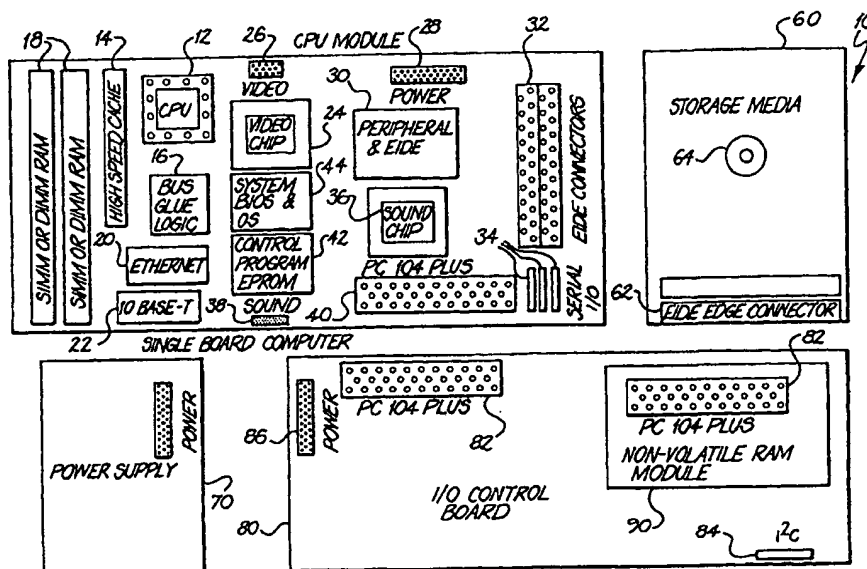 CPU MODULE
18
14
12
26
28
32
60
10
VIDEO
POWER
30
SIMM OR DIMM RAM
SIMM OR DIMM RAM
HIGH SPEED CACHE
CPU
VIDEO
CHIP
24
PERIPHERAL
& EIDE
EIDE CONNECTORS
STORAGE MEDIA
64
16
BUS
GLUE
LOGIC
44
SYSTEM
BIOS &
OS
36
SOUND
CHIP
20
ETHERNET
42
CONTROL
PROGRAM
EPROM
34
PC 104 PLUS
SERIAL
I/O
22
10 BASE-T
38
SOUND
40
62
EIDE EDGE CONNECTOR
SINGLE BOARD COMPUTER
82
POWER
POWER SUPPLY
70
86
POWER
PC 104 PLUS
82
PC 104 PLUS
NON-VOLATILE RAM
MODULE
I/O CONTROL
BOARD
80
90
84
I²C